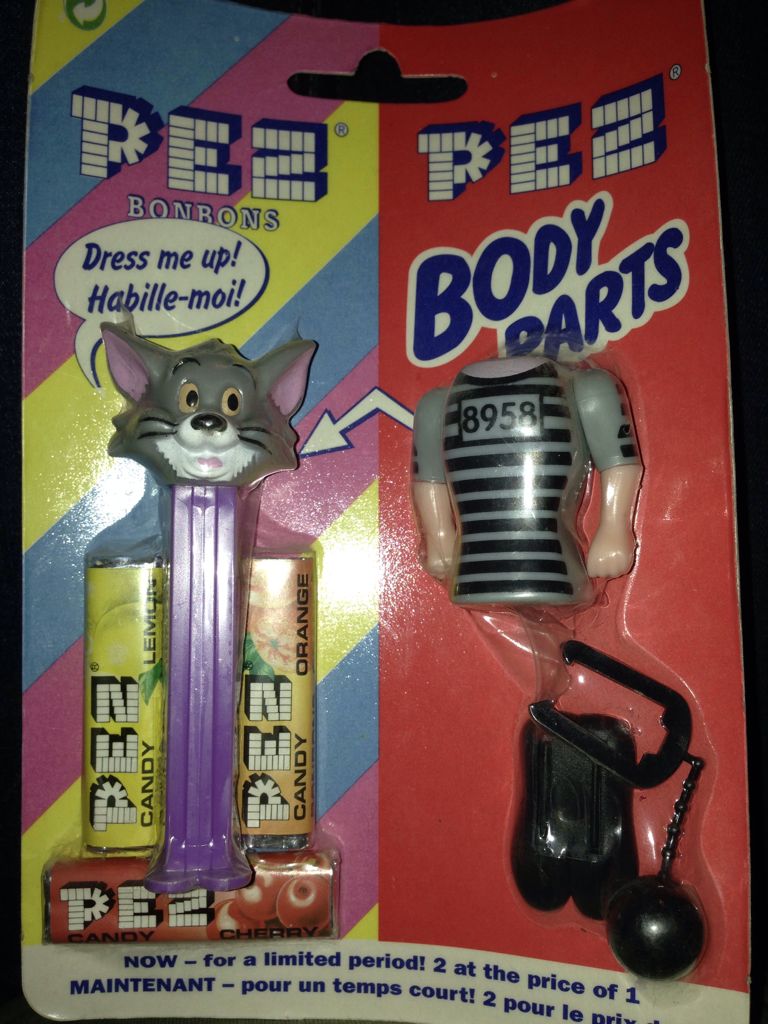 PEZ®
BONBONS
Dress me up!
Habille-moi!
PEZ®
BODY
PARTS
8958
PEZ®
CANDY LEMON
PEZ
CANDY ORANGE
PEZ
CANDY CHERRY
NOW – for a limited period! 2 at the price of 1
MAINTENANT – pour un temps court! 2 pour le prix